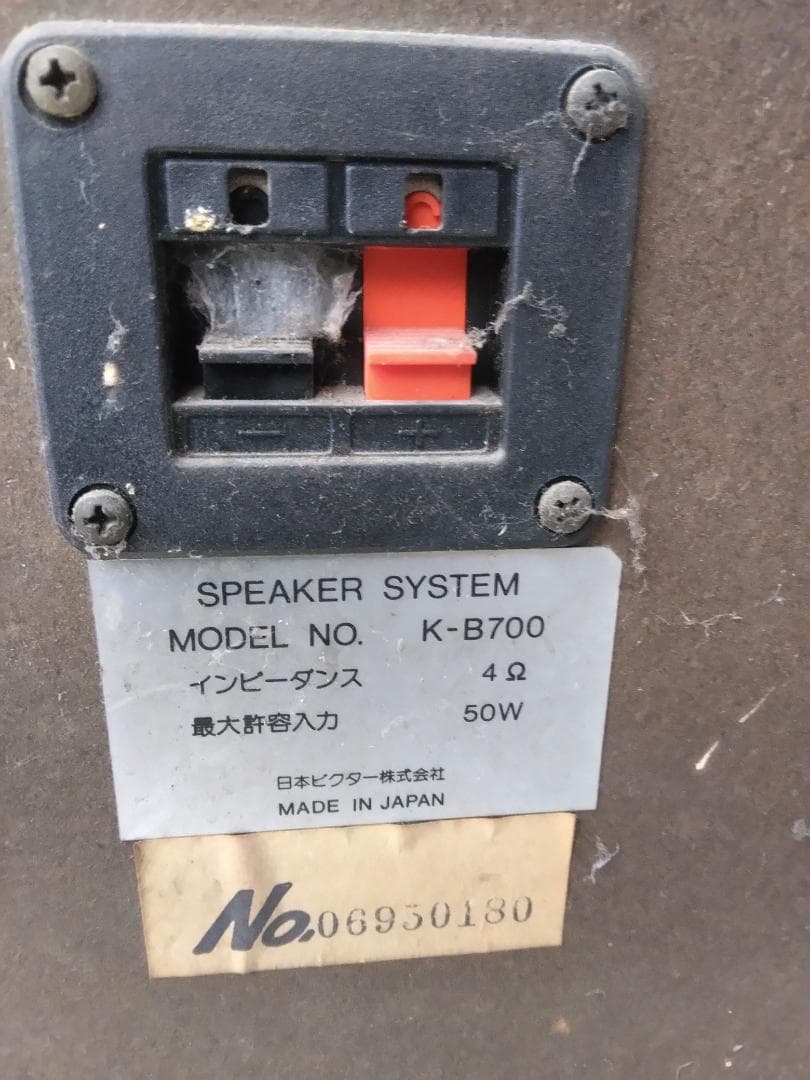 − +
SPEAKER SYSTEM
MODEL NO. K-B700
インピーダンス 4Ω
最大許容入力 50W
日本ビクター株式会社
MADE IN JAPAN
No.06950180